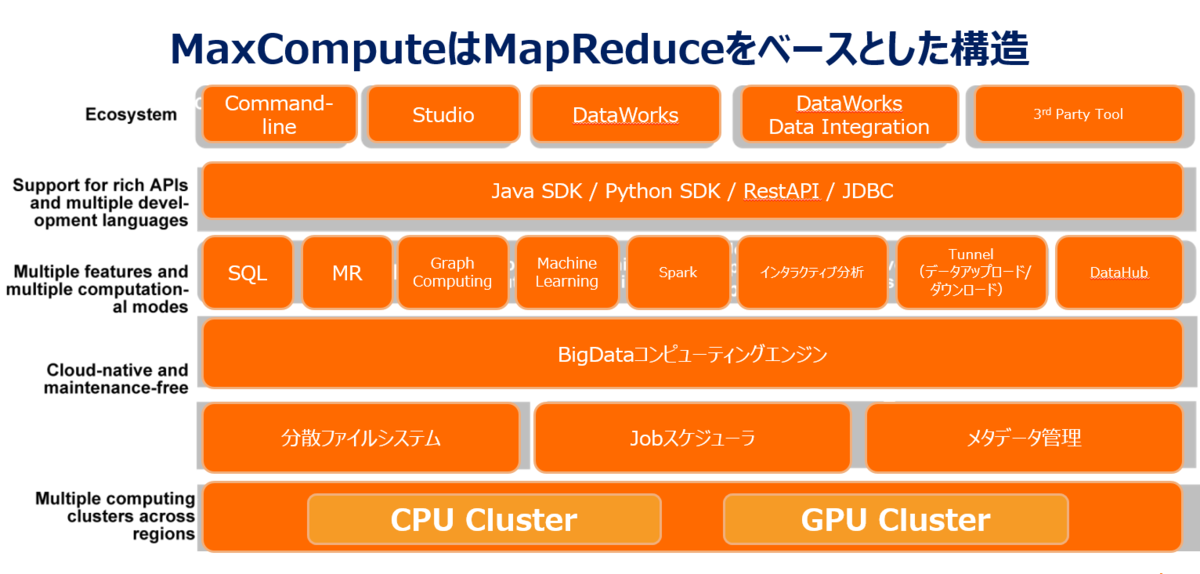 MaxComputeはMapReduceをベースとした構造
Ecosystem
Command-
line
Studio
DataWorks
DataWorks
Data Integration
3rd Party Tool
Support for rich APIs
and multiple devel-
opment languages
Java SDK / Python SDK / RestAPI / JDBC
Multiple features and
multiple computation-
al modes
SQL
MR
Graph
Computing
Machine
Learning
Spark
インタラクティブ分析
Tunnel
（データアップロード/
ダウンロード）
DataHub
Cloud-native and
maintenance-free
BigDataコンピューティングエンジン
分散ファイルシステム
Jobスケジューラ
メタデータ管理
Multiple computing
clusters across
regions
CPU Cluster
GPU Cluster